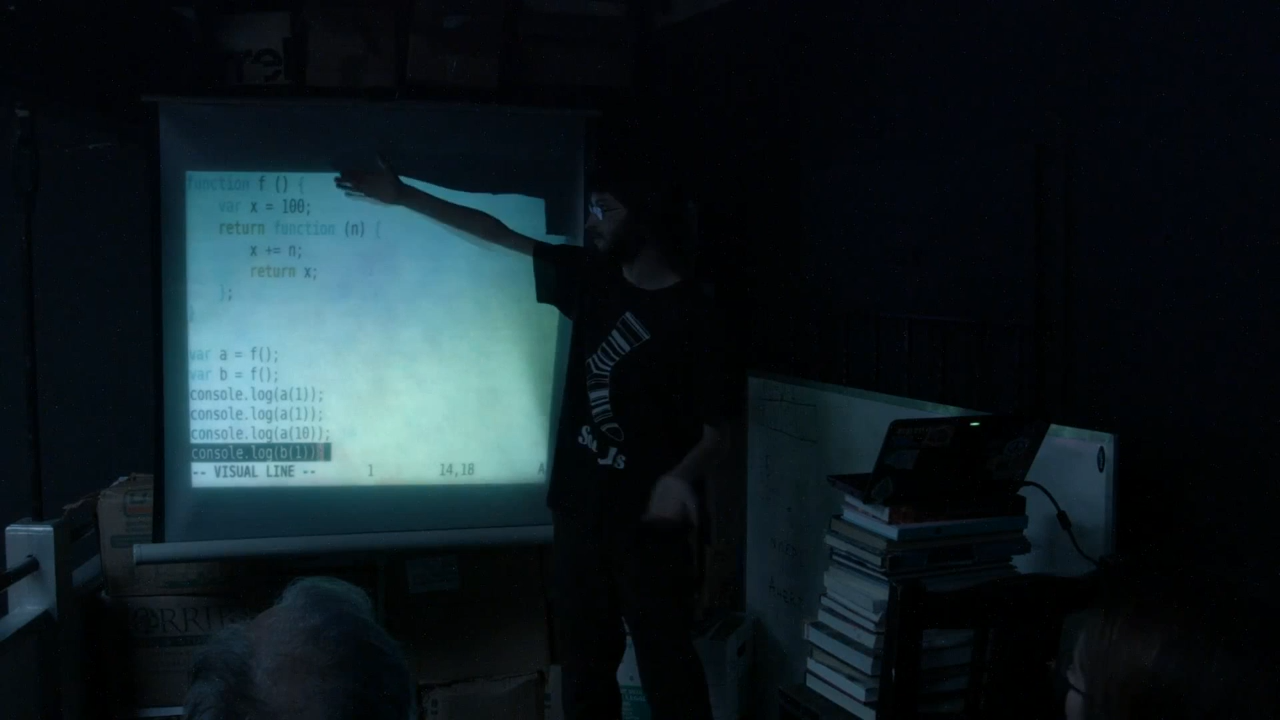 function f () {
var x = 100;
return function (n) {
x += n;
return x;
};
}
var a = f();
var b = f();
console.log(a(1));
console.log(a(1));
console.log(a(10));
console.log(b(1));
-- VISUAL LINE -- 1 14,18 A